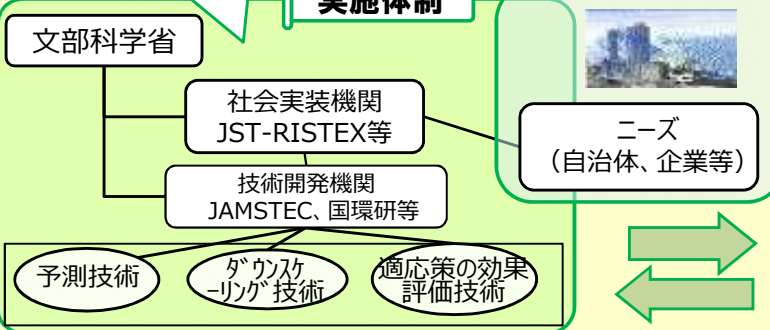 実施体制
文部科学省
社会実装機関
JST-RISTEX等
ニーズ
（自治体、企業等）
技術開発機関
JAMSTEC、国環研等
予測技術
ﾀﾞｳﾝｽｹ
ｰﾘﾝｸﾞ技術
適応策の効果
評価技術